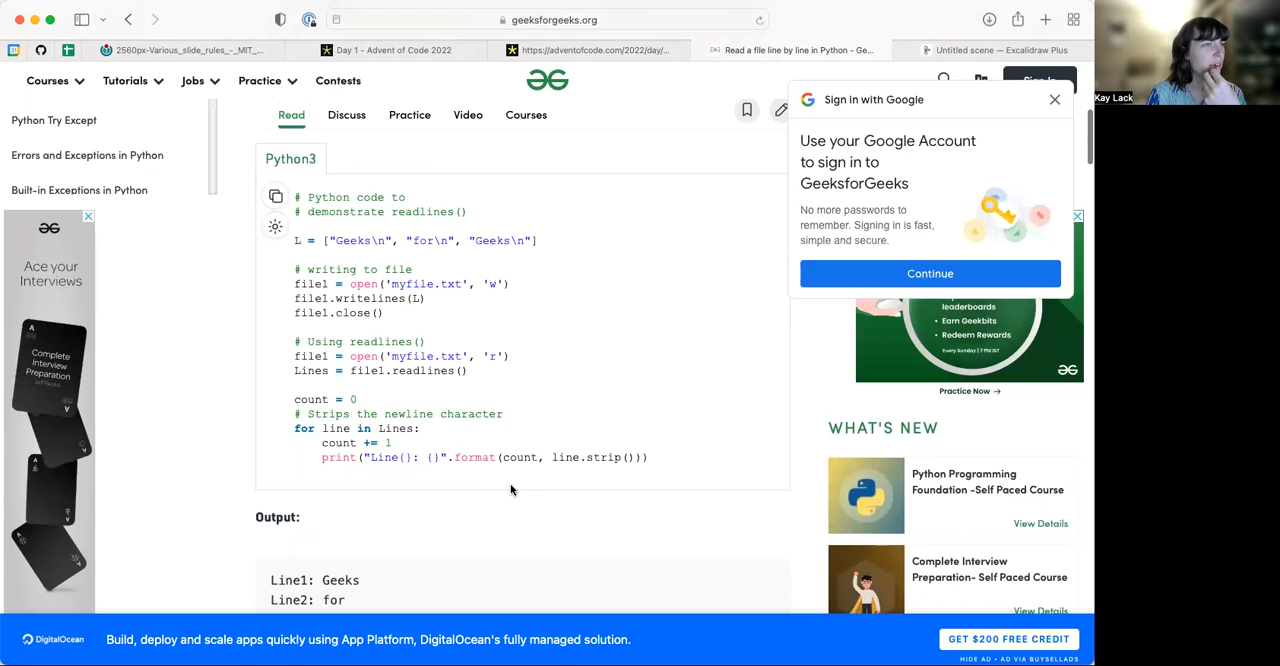 geeksforgeeks.org
2560px-Various_slide_rules_-_MIT_...
Day 1 - Advent of Code 2022
https://adventofcode.com/2022/day/...
Read a file line by line in Python - Ge...
Untitled scene — Excalidraw Plus
Courses
Tutorials
Jobs
Practice
Contests
Sign In
Python Try Except
Errors and Exceptions in Python
Built-in Exceptions in Python
Read
Discuss
Practice
Video
Courses
Python3
# Python code to
# demonstrate readlines()
L = ["Geeks\n", "for\n", "Geeks\n"]
# writing to file
file1 = open('myfile.txt', 'w')
file1.writelines(L)
file1.close()
# Using readlines()
file1 = open('myfile.txt', 'r')
Lines = file1.readlines()
count = 0
# Strips the newline character
for line in Lines:
count += 1
print("Line{}: {}".format(count, line.strip()))
Output:
Line1: Geeks
Line2: for
Ace your
Interviews
Complete
Interview
Preparation
Self Paced
Sign in with Google
Use your Google Account
to sign in to
GeeksforGeeks
No more passwords to
remember. Signing in is fast,
simple and secure.
Continue
leaderboards
• Earn Geekbits
• Redeem Rewards
Every Sunday | 7 PM IST
Practice Now →
WHAT'S NEW
Python Programming
Foundation -Self Paced Course
View Details
Complete Interview
Preparation- Self Paced Course
View Details
DigitalOcean
Build, deploy and scale apps quickly using App Platform, DigitalOcean's fully managed solution.
GET $200 FREE CREDIT
HIDE AD • AD VIA BUYSELLADS
Kay Lack